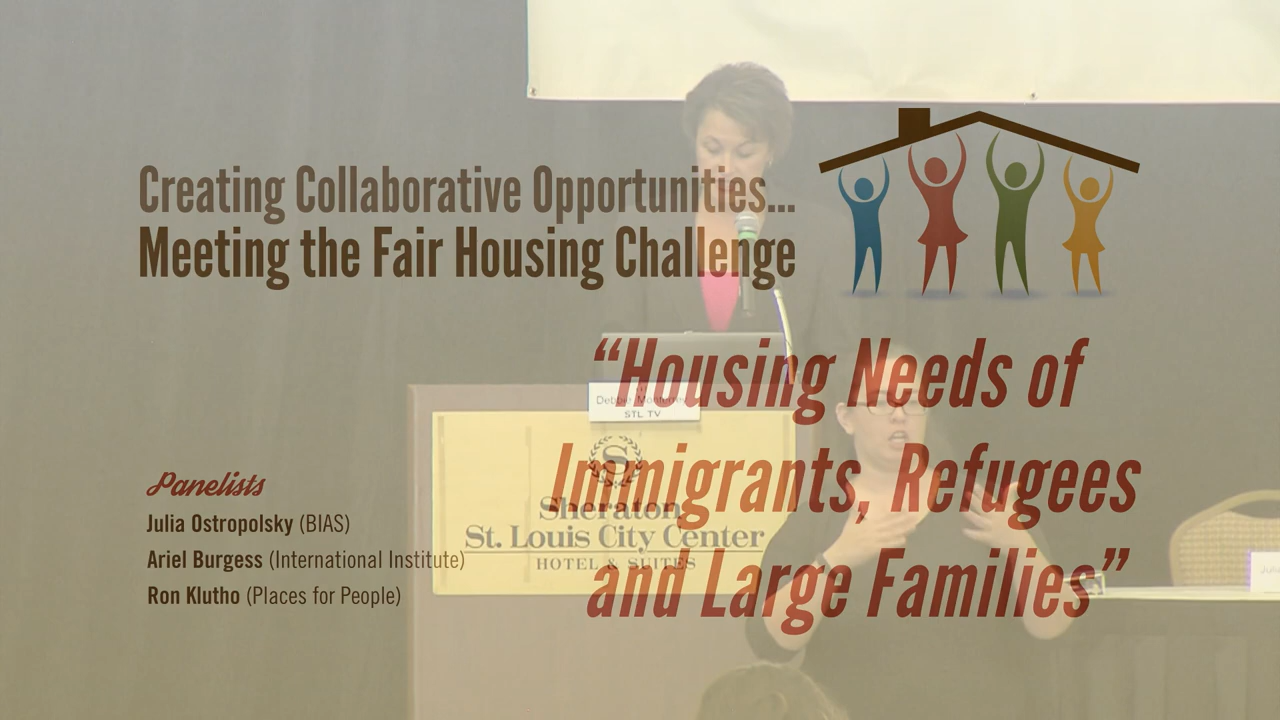 Creating Collaborative Opportunities...
Meeting the Fair Housing Challenge
“Housing Needs of
Immigrants, Refugees
and Large Families”
Panelists
Julia Ostropolsky (BIAS)
Ariel Burgess (International Institute)
Ron Klutho (Places for People)
Debbie Monterrey
STL TV
S
Sheraton
St. Louis City Center
HOTEL & SUITES